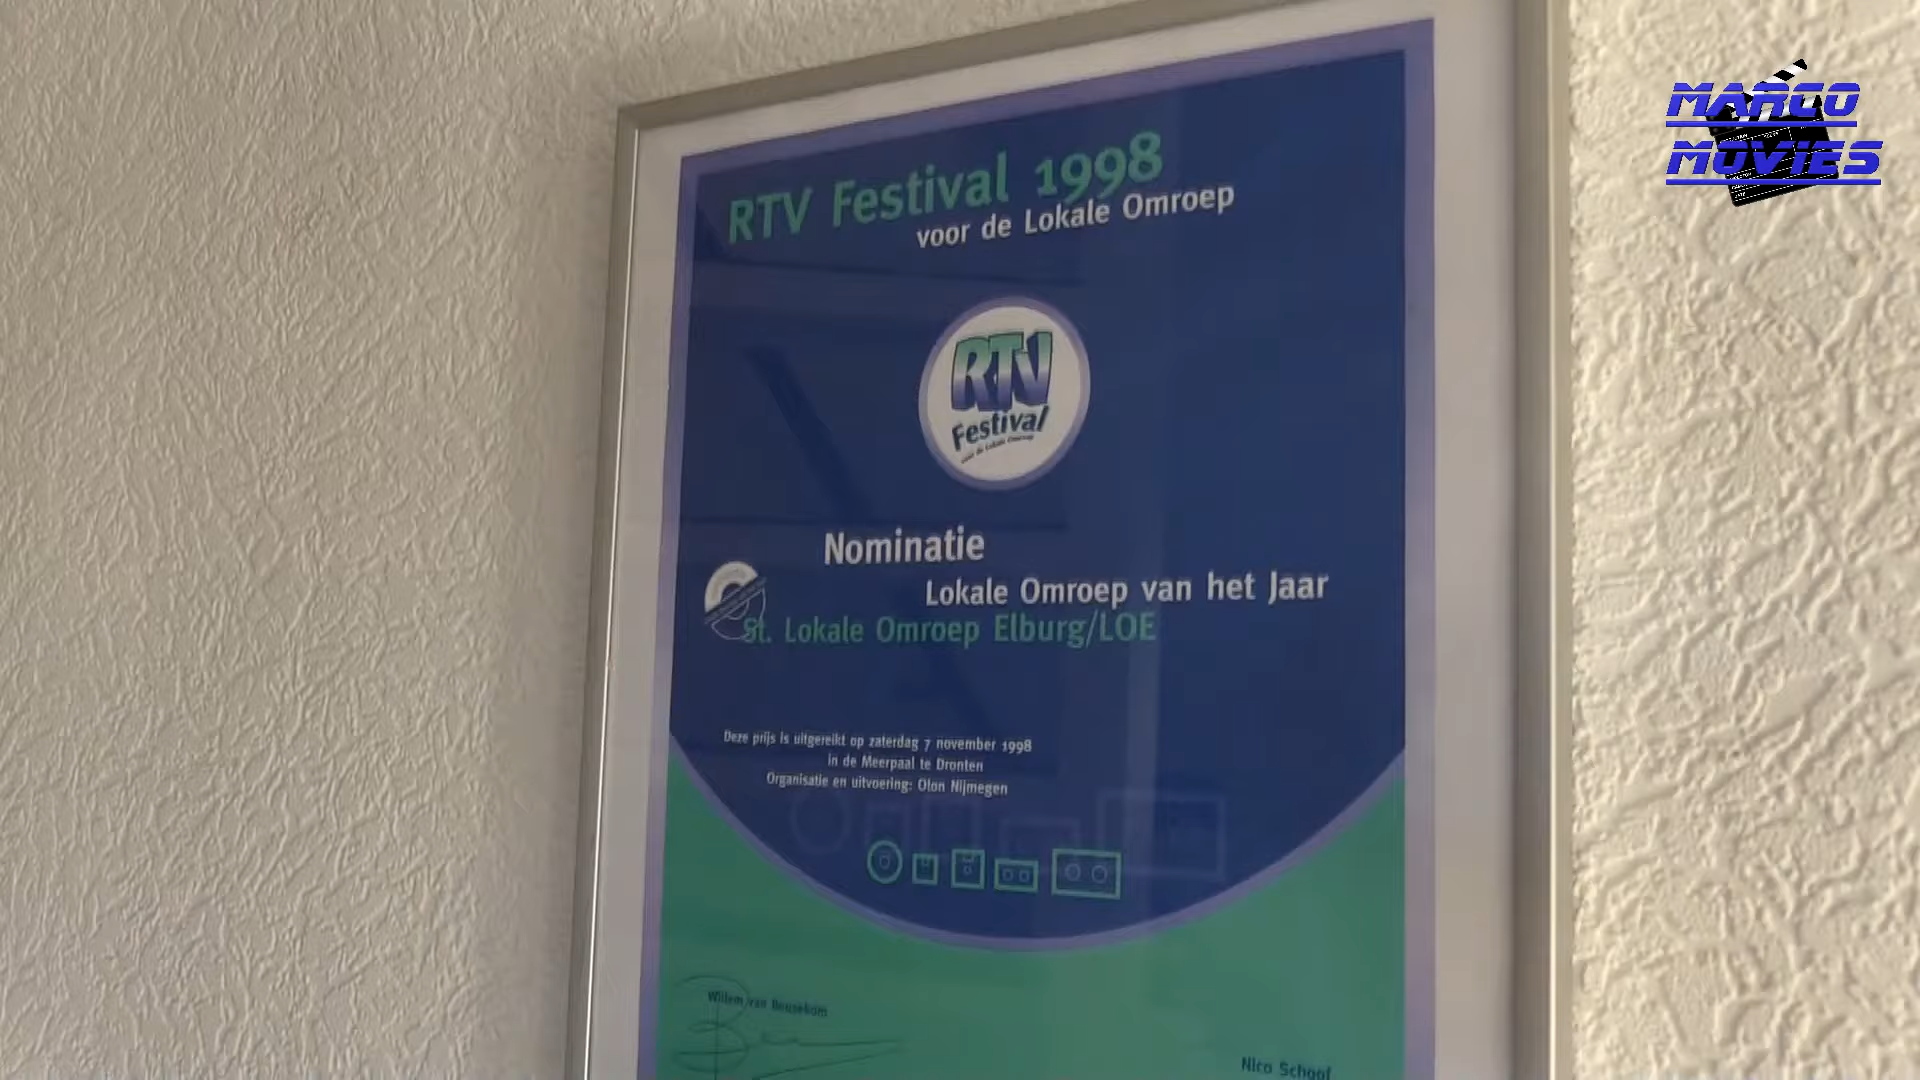 MARCO
MOVIES
RTV Festival 1998
voor de Lokale Omroep
RTV
Festival
voor de Lokale Omroep
Nominatie
Lokale Omroep van het Jaar
St. Lokale Omroep Elburg/LOE
Deze prijs is uitgereikt op zaterdag 7 november 1998
in de Meerpaal te Dronten
Organisatie en uitvoering: Olon Nijmegen
Willem van Beusekom
Nico Schoof